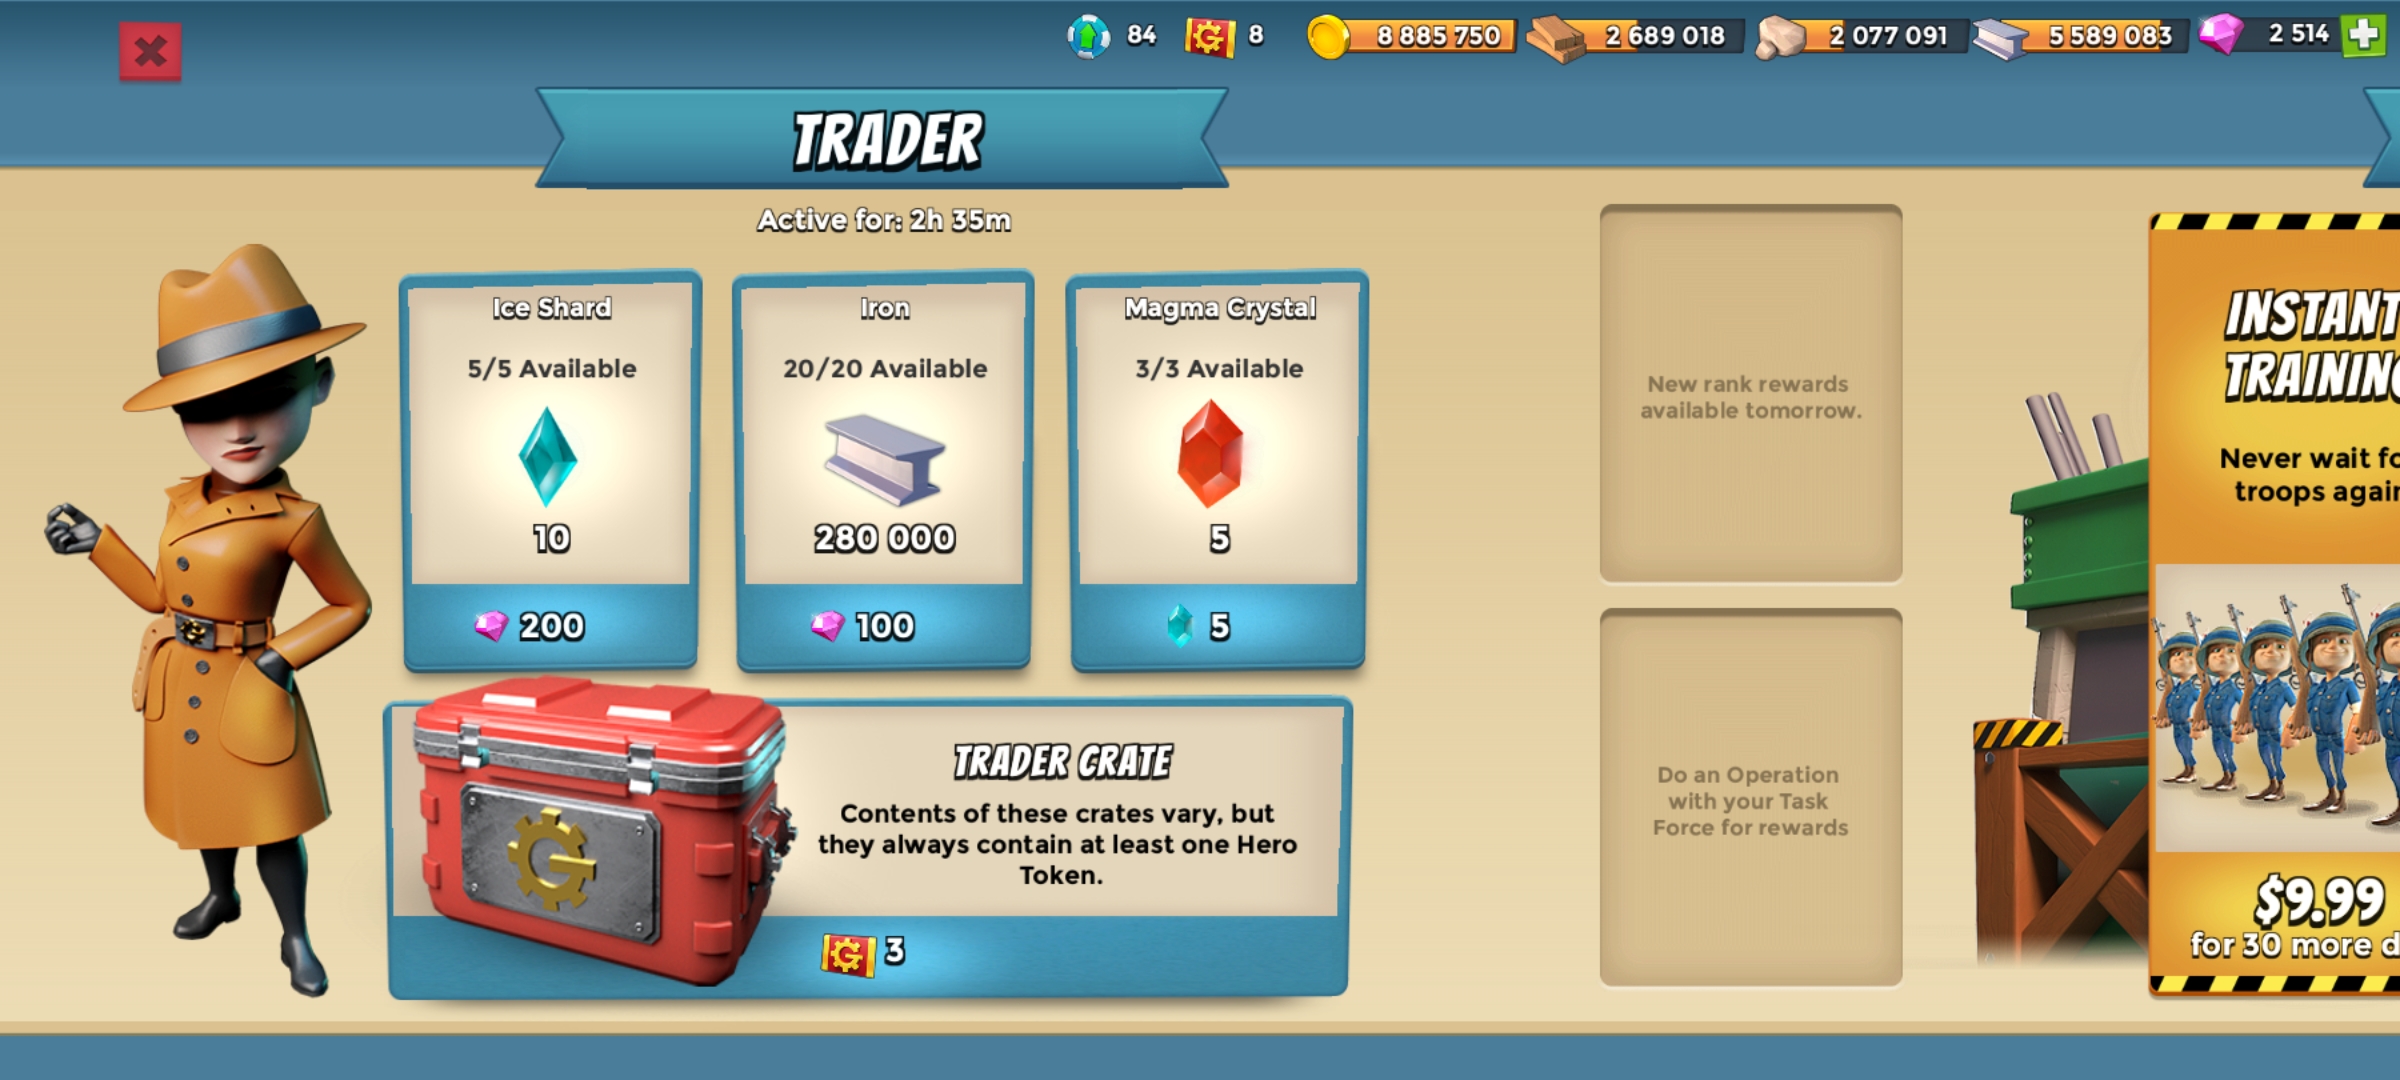 84
8
8 885 750
2 689 018
2 077 091
5 589 083
2 514
TRADER
Active for: 2h 35m
Ice Shard
5/5 Available
10
200
Iron
20/20 Available
280 000
100
Magma Crystal
3/3 Available
5
5
TRADER CRATE
Contents of these crates vary, but
they always contain at least one Hero
Token.
3
New rank rewards
available tomorrow.
Do an Operation
with your Task
Force for rewards
INSTANT
TRAINING
Never wait
troops again
$9.99
for 30 more